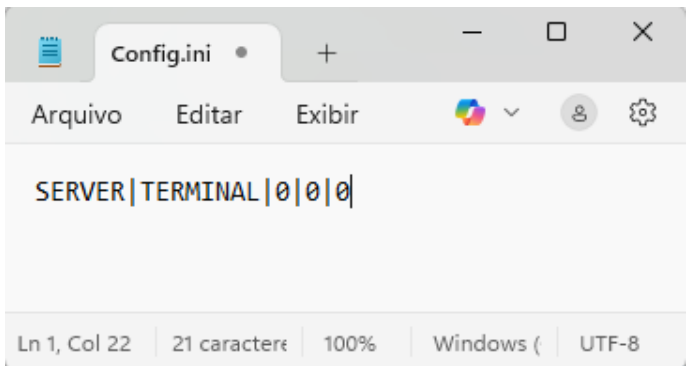 Config.ini
Arquivo Editar Exibir
SERVER|TERMINAL|0|0|0
Ln 1, Col 22 21 caractere 100% Windows ( UTF-8